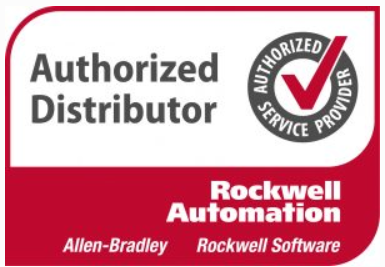 Authorized
Distributor
AUTHORIZED
SERVICE PROVIDER
Rockwell
Automation
Allen-Bradley Rockwell Software